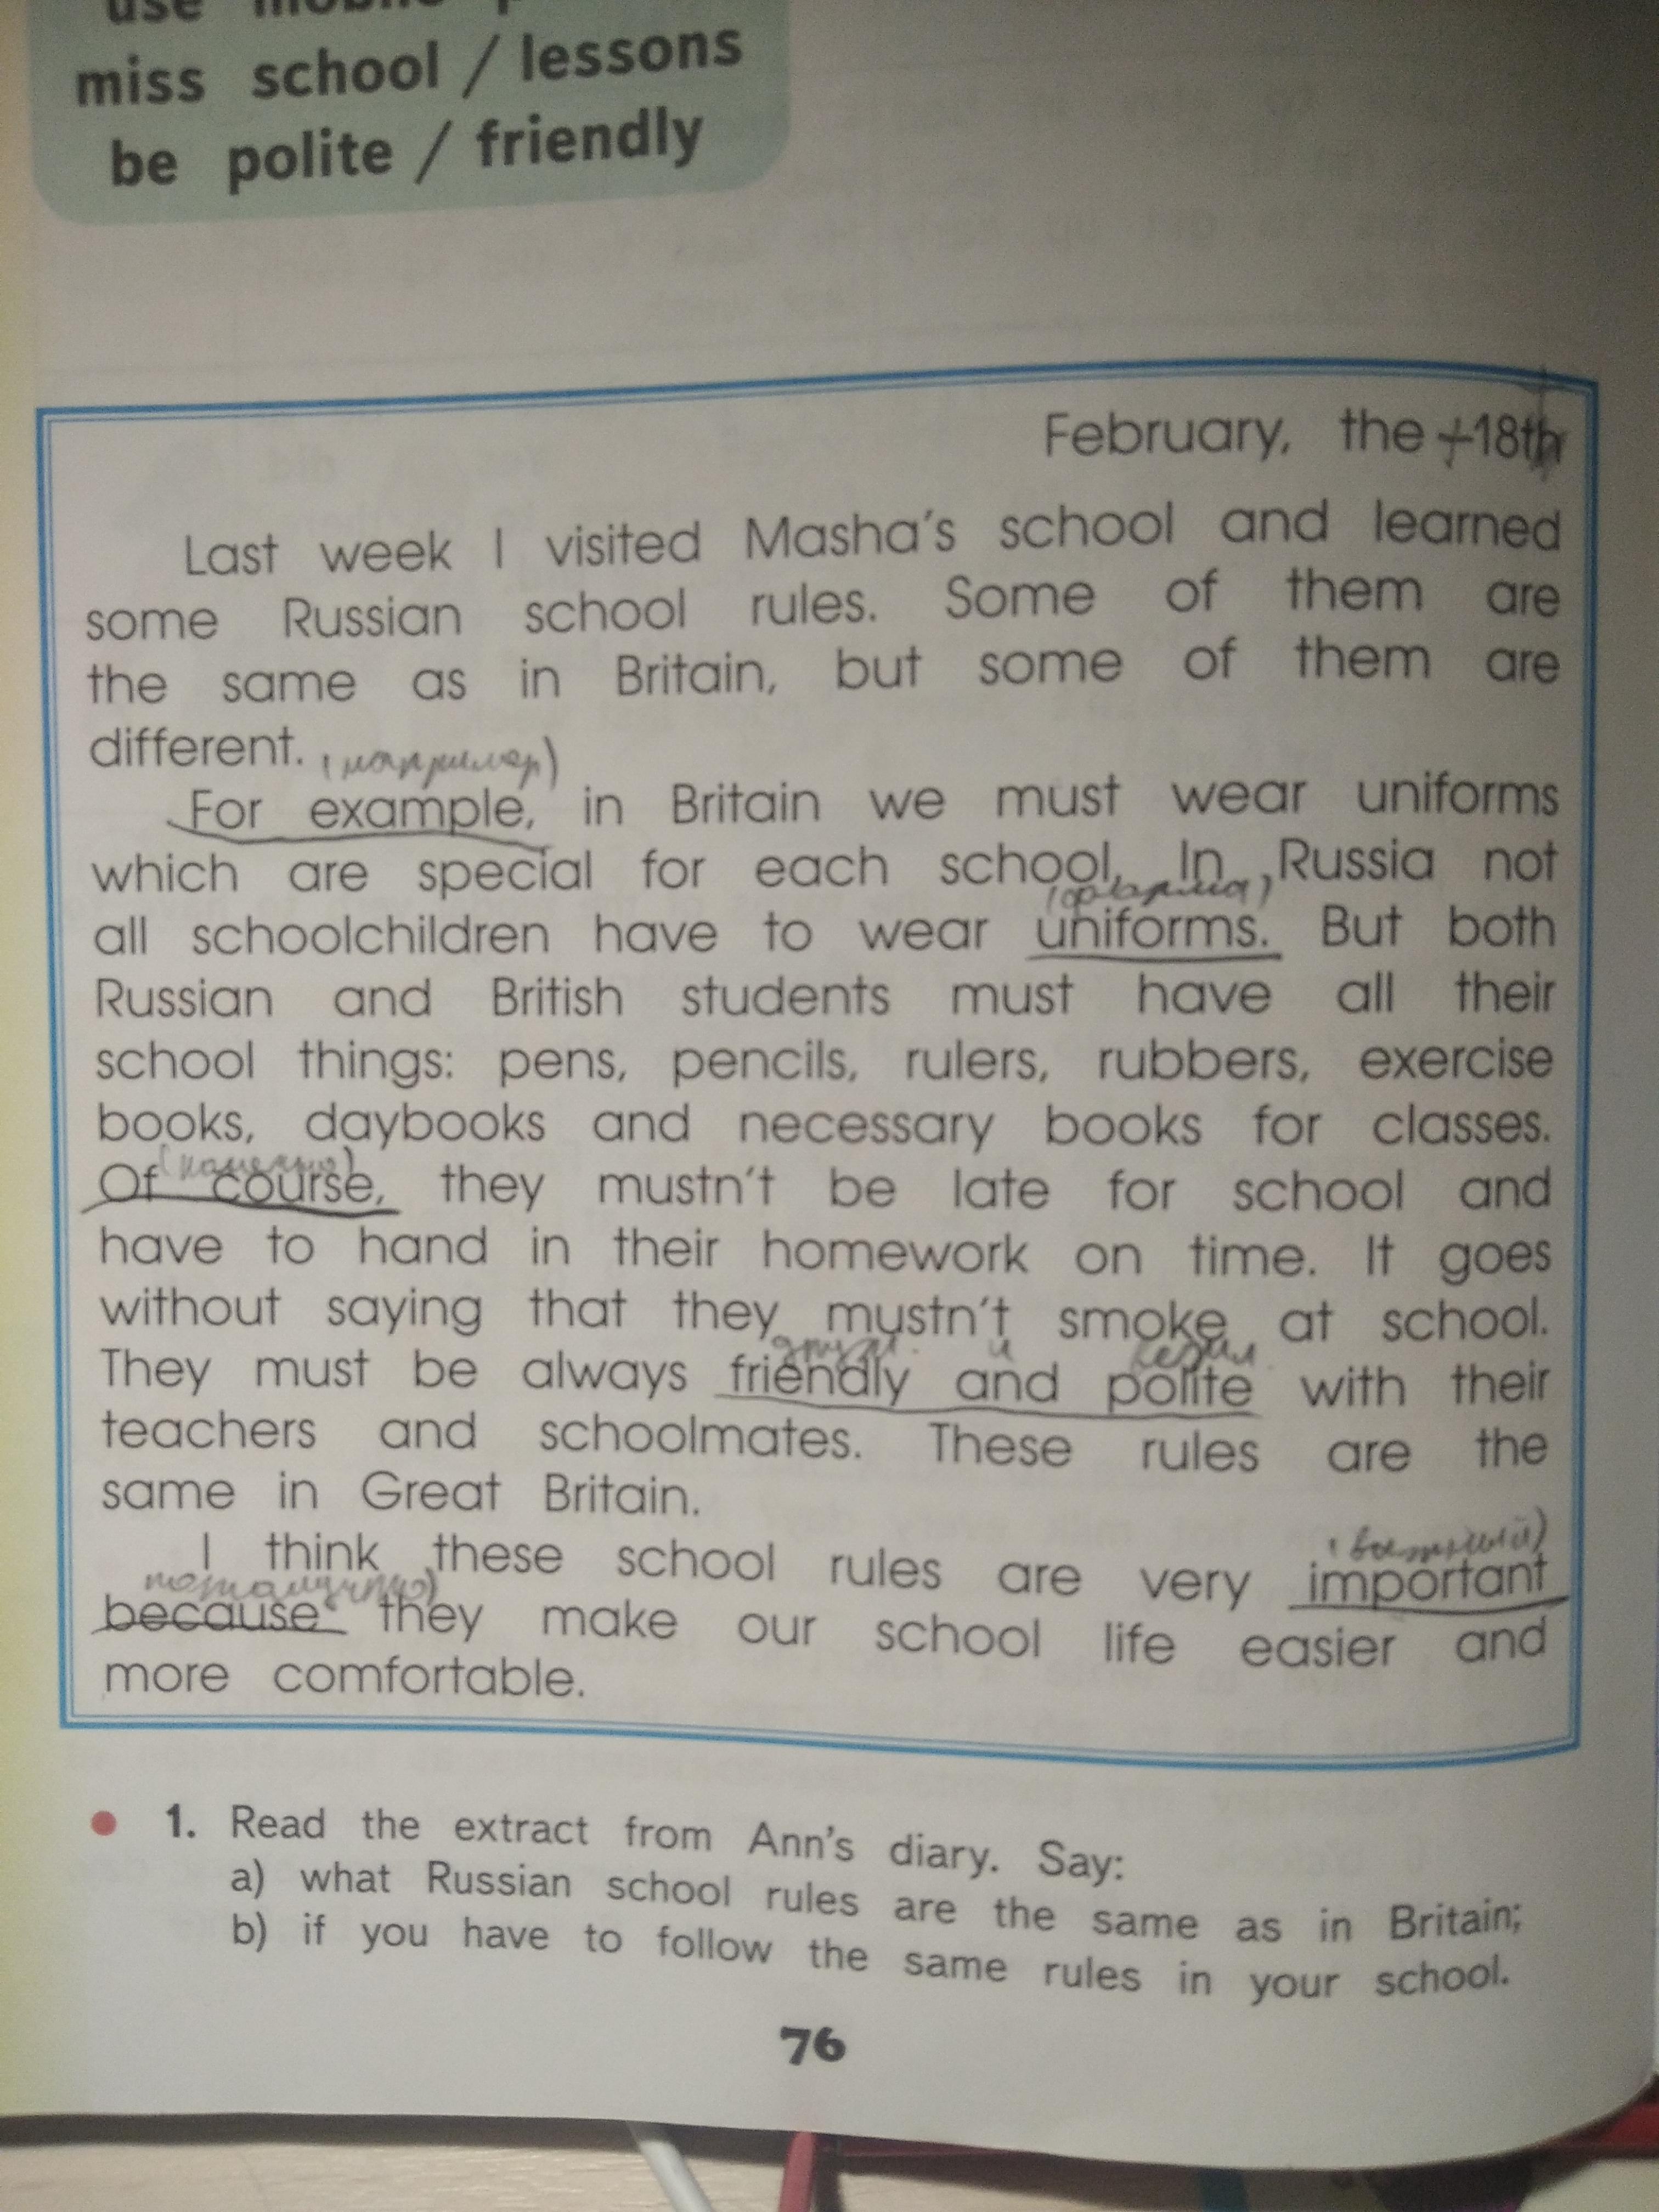 use
miss school / lessons
be polite / friendly
February, the 18th
Last week I visited Masha's school and learned
some Russian school rules. Some of them are
the same as in Britain, but some of them are
different. (например)
For example, in Britain we must wear uniforms
which are special for each school. In Russia not
(форма)
all schoolchildren have to wear uniforms. But both
Russian and British students must have all their
school things: pens, pencils, rulers, rubbers, exercise
books, daybooks and necessary books for classes.
(конечно)
Of course, they mustn't be late for school and
have to hand in their homework on time. It goes
without saying that they mustn't smoke at school.
и
They must be always friendly and polite with their
teachers and schoolmates. These rules are the
same in Great Britain.
I think these school rules are very important
because they make our school life easier and
more comfortable.
1. Read the extract from Ann's diary. Say:
a) what Russian school rules are the same as in Britain;
b) if you have to follow the same rules in your school.
76